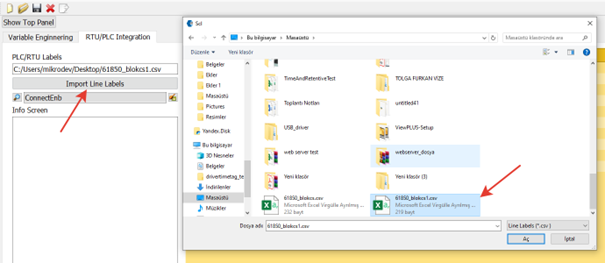 Show Top Panel
Variable Enginnering
RTU/PLC Integration
PLC/RTU Labels
C:/Users/mikrodev/Desktop/61850_blokcs1.csv
Import Line Labels
ConnectEnb
Info Screen
Sol
Bu bilgisayar > Masaüstü
Masaüstü klasöründe ara
Düzenle
Yeni klasör
Belgeler
Ekler 1
Masaüstü
Pictures
Resimler
Yandex.Disk
Bu bilgisayar
3D Nesneler
Belgeler
drivertimetag_te
İndirilenler
Masaüstü
Müzikler
TimeAndRetentiveTest
TOLGA FURKAN VIZE
Toplantı Notları
untitled41
USB_driver
ViewPLUS-Setup
web server test
webserver_dosya
Yeni klasör
Yeni klasör (3)
61850_blokcs.csv
Microsoft Excel Virgülle Ayrılmış ...
232 bayt
61850_blokcs1.csv
Microsoft Excel Virgülle Ayrılmış ...
219 bayt
Dosya adı:
61850_blokcs1.csv
Line Labels (*.csv )
Aç
İptal